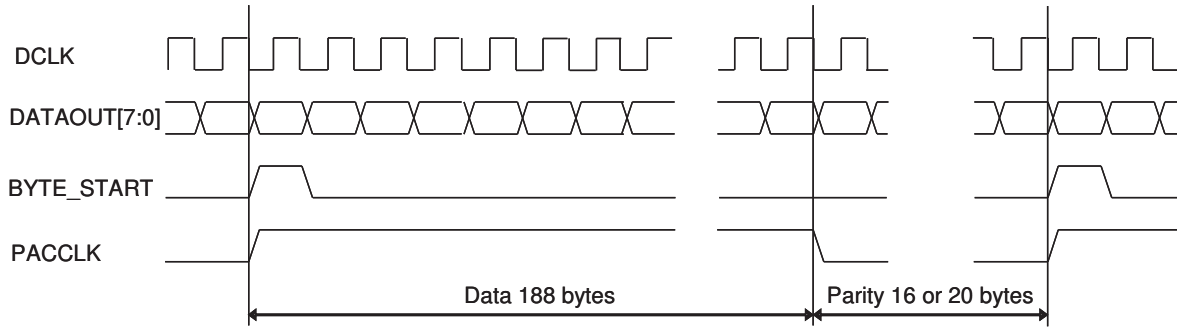 DCLK
DATAOUT[7:0]
BYTE_START
PACCLK
Data 188 bytes
Parity 16 or 20 bytes